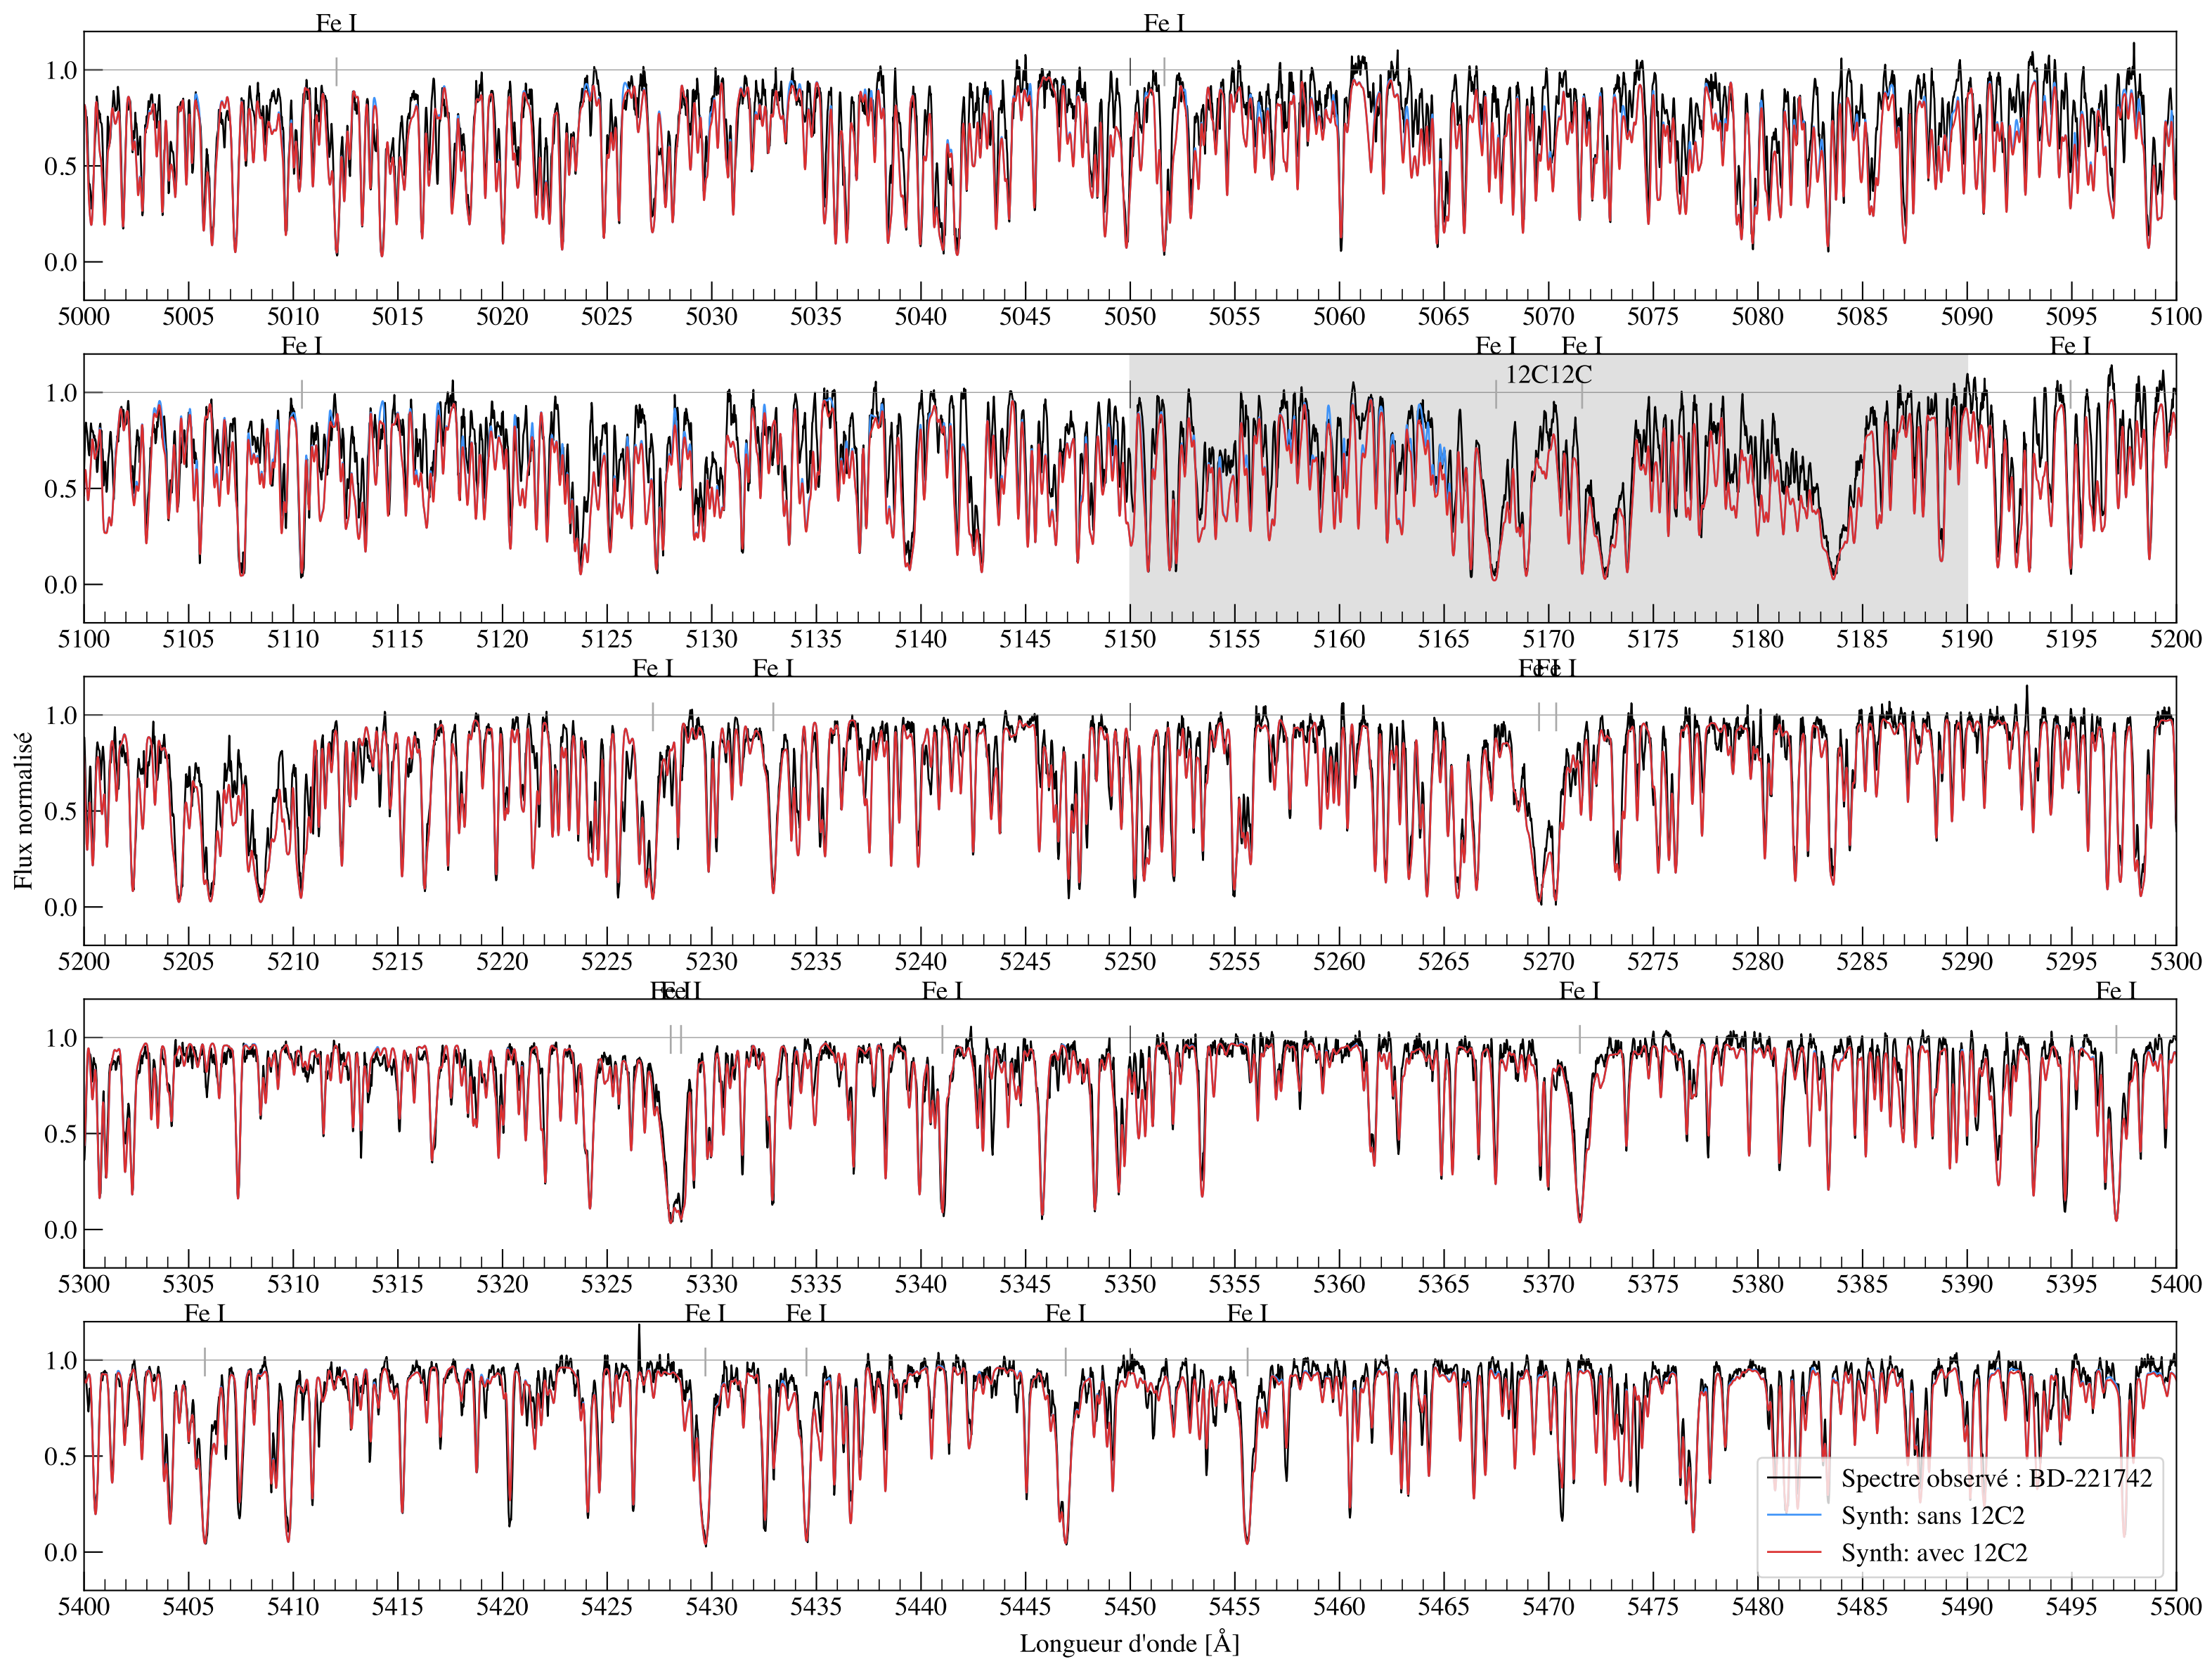 Fe I Fe I
1.0
0.5
0.0
5000 5005 5010 5015 5020 5025 5030 5035 5040 5045 5050 5055 5060 5065 5070 5075 5080 5085 5090 5095 5100
Fe I Fe I Fe I Fe I
12C12C
1.0
0.5
0.0
5100 5105 5110 5115 5120 5125 5130 5135 5140 5145 5150 5155 5160 5165 5170 5175 5180 5185 5190 5195 5200
Fe I Fe I Fe I Fe I
1.0
0.5
0.0
5200 5205 5210 5215 5220 5225 5230 5235 5240 5245 5250 5255 5260 5265 5270 5275 5280 5285 5290 5295 5300
Flux normalisé
Fe I Fe I Fe I Fe I Fe I
1.0
0.5
0.0
5300 5305 5310 5315 5320 5325 5330 5335 5340 5345 5350 5355 5360 5365 5370 5375 5380 5385 5390 5395 5400
Fe I Fe I Fe I Fe I Fe I
1.0
0.5
0.0
Spectre observé : BD-221742
Synth: sans 12C2
Synth: avec 12C2
5400 5405 5410 5415 5420 5425 5430 5435 5440 5445 5450 5455 5460 5465 5470 5475 5480 5485 5490 5495 5500
Longueur d'onde [Å]